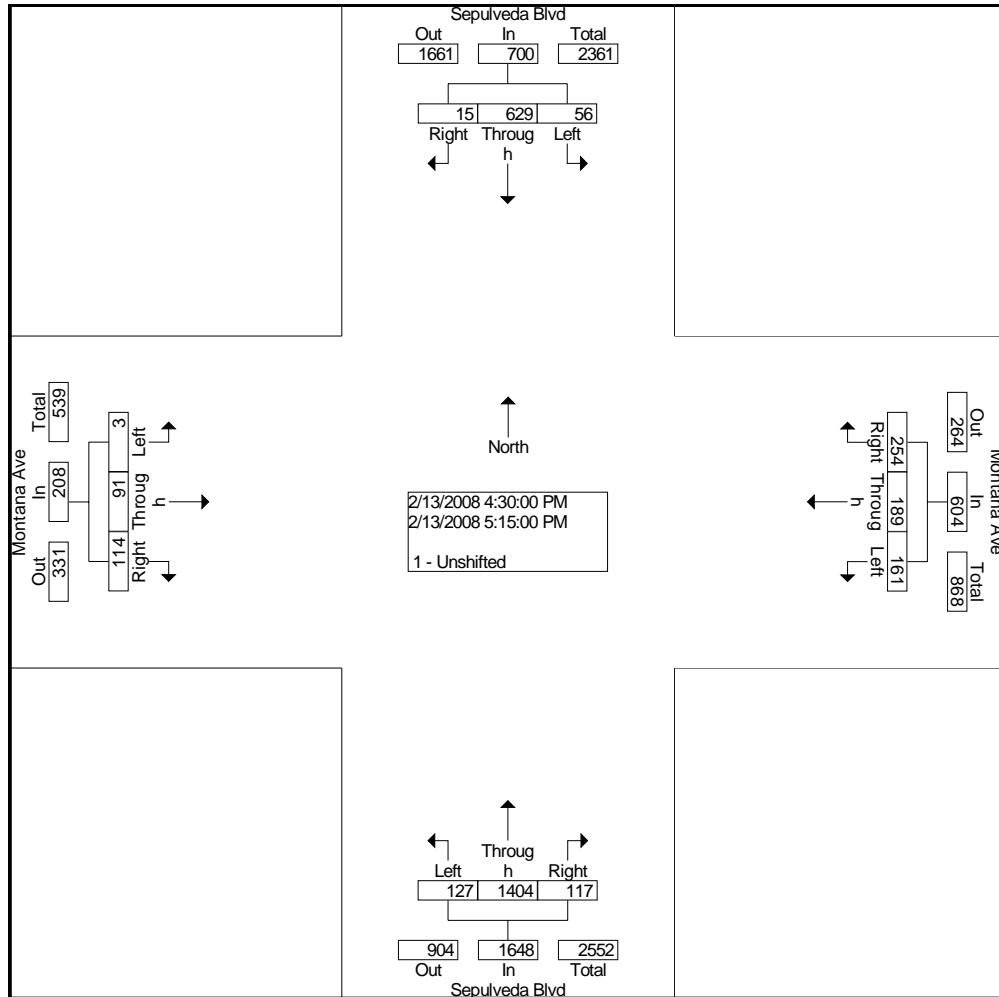 Sepulveda Blvd
Out In Total
1661 700 2361
15 629 56
Right Throug Left
h
Montana Ave
Total 539
In 208
Out 331
3 Left
91 Throug
h
114 Right
North
2/13/2008 4:30:00 PM
2/13/2008 5:15:00 PM
1 - Unshifted
254 Right
189 Throug
h
161 Left
Out 264
In 604
Total 868
Montana Ave
Throug
Left h Right
127 1404 117
904 1648 2552
Out In Total
Sepulveda Blvd